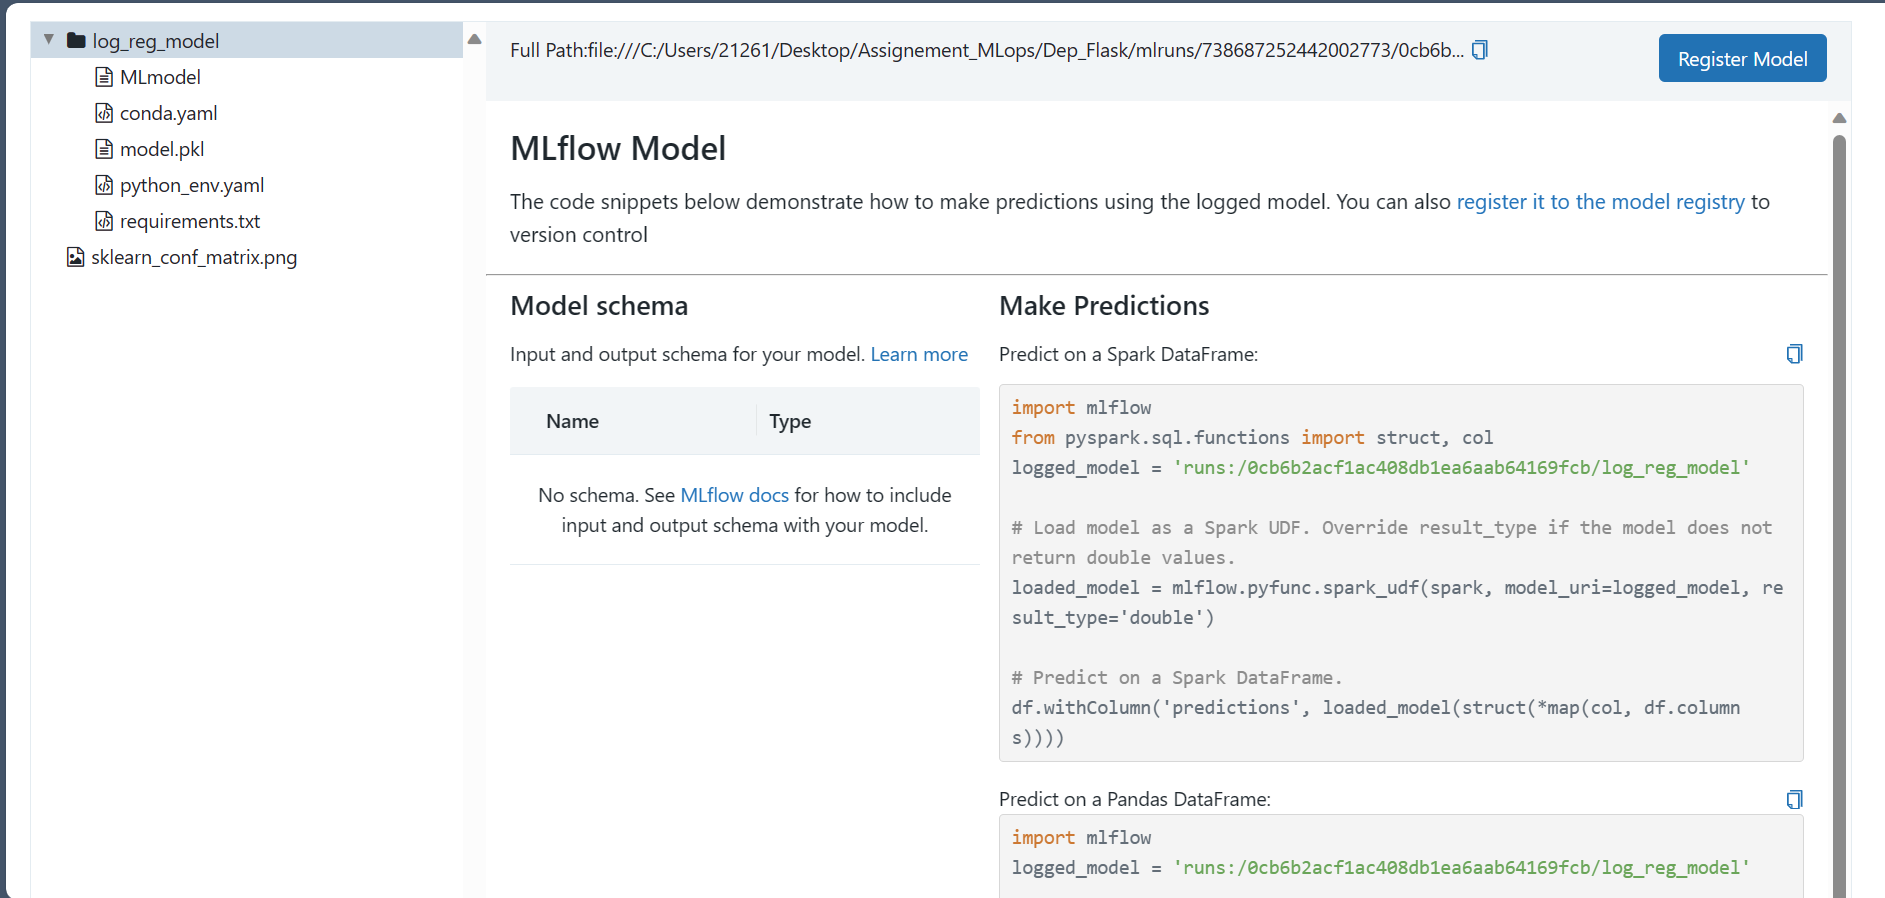 log_reg_model
MLmodel
conda.yaml
model.pkl
python_env.yaml
requirements.txt
sklearn_conf_matrix.png
Full Path:file:///C:/Users/21261/Desktop/Assignement_MLops/Dep_Flask/mlruns/738687252442002773/0cb6b...
Register Model
MLflow Model
The code snippets below demonstrate how to make predictions using the logged model. You can also register it to the model registry to
version control
Model schema
Input and output schema for your model. Learn more
Name Type
No schema. See MLflow docs for how to include
input and output schema with your model.
Make Predictions
Predict on a Spark DataFrame:
import mlflow
from pyspark.sql.functions import struct, col
logged_model = 'runs:/0cb6b2acf1ac408db1ea6aab64169fcb/log_reg_model'
# Load model as a Spark UDF. Override result_type if the model does not
return double values.
loaded_model = mlflow.pyfunc.spark_udf(spark, model_uri=logged_model, re
sult_type='double')
# Predict on a Spark DataFrame.
df.withColumn('predictions', loaded_model(struct(*map(col, df.column
s))))
Predict on a Pandas DataFrame:
import mlflow
logged_model = 'runs:/0cb6b2acf1ac408db1ea6aab64169fcb/log_reg_model'